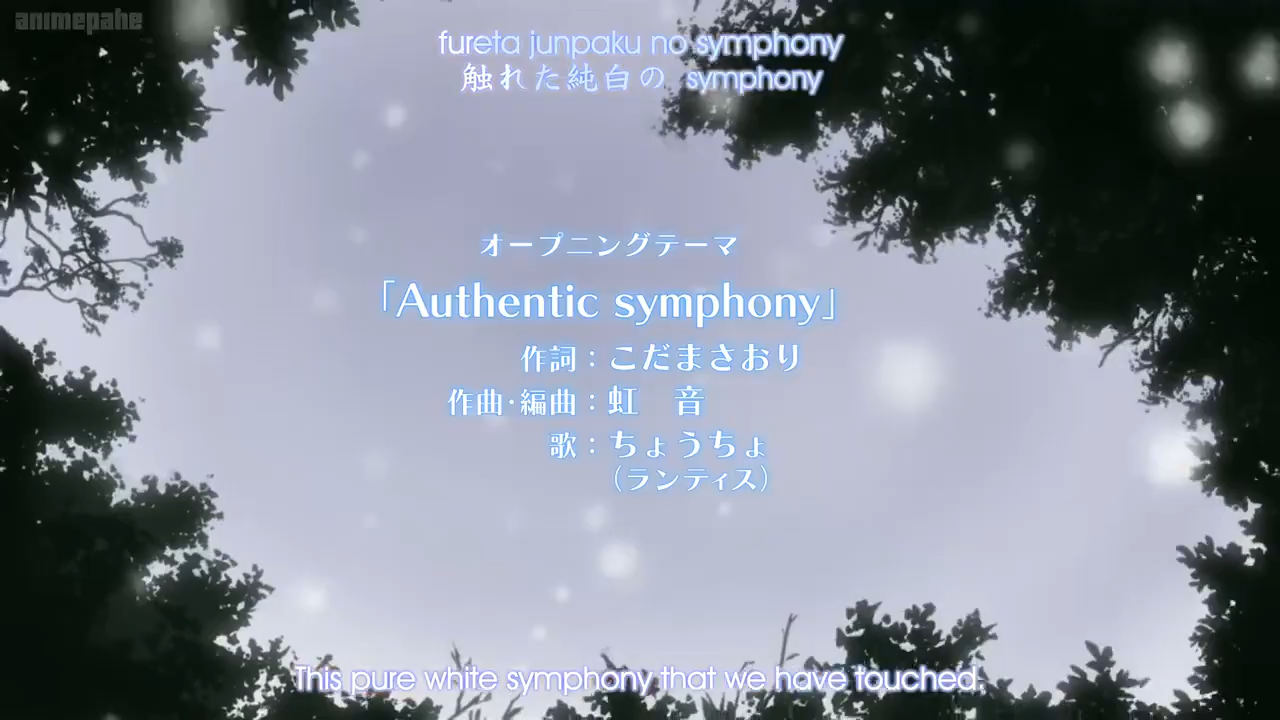 animepahe
fureta junpaku no symphony
触れた純白の symphony
オープニングテーマ
「Authentic symphony」
作詞：こだまさおり
作曲・編曲：虹　音
歌：ちょうちょ
（ランティス）
This pure white symphony that we have touched.